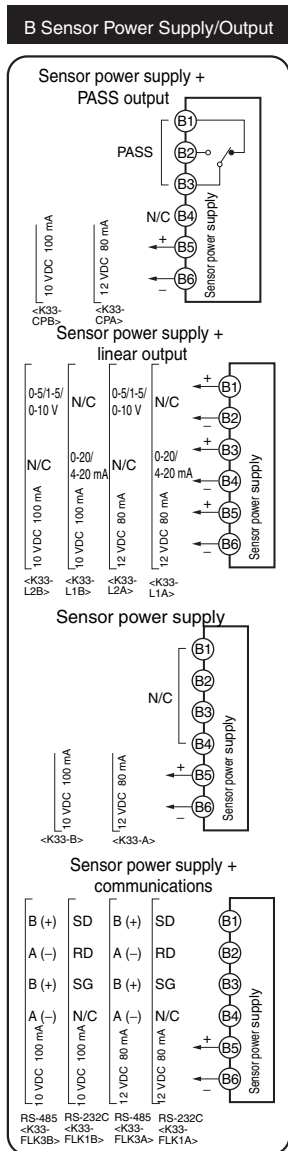 B Sensor Power Supply/Output
Sensor power supply +
PASS output
PASS
N/C
B1
B2
B3
B4
B5
B6
+
–
Sensor power supply
10 VDC 100 mA
12 VDC 80 mA
<K33-
CPB>
<K33-
CPA>
Sensor power supply +
linear output
0-5/1-5/
0-10 V
N/C
0-5/1-5/
0-10 V
N/C
N/C
0-20/
4-20 mA
N/C
0-20/
4-20 mA
10 VDC 100 mA
10 VDC 100 mA
12 VDC 80 mA
12 VDC 80 mA
+
B1
–
B2
+
B3
–
B4
+
B5
–
B6
Sensor power supply
<K33-
L2B>
<K33-
L1B>
<K33-
L2A>
<K33-
L1A>
Sensor power supply
N/C
B1
B2
B3
B4
+
B5
–
B6
Sensor power supply
10 VDC 100 mA
12 VDC 80 mA
<K33-B>
<K33-A>
Sensor power supply +
communications
B (+) SD B (+) SD B1
A (–) RD A (–) RD B2
B (+) SG B (+) SG B3
A (–) N/C A (–) N/C B4
10 VDC 100 mA
10 VDC 100 mA
12 VDC 80 mA
12 VDC 80 mA
+
B5
–
B6
Sensor power supply
RS-485 RS-232C RS-485 RS-232C
<K33- <K33- <K33- <K33-
FLK3B> FLK1B> FLK3A> FLK1A>